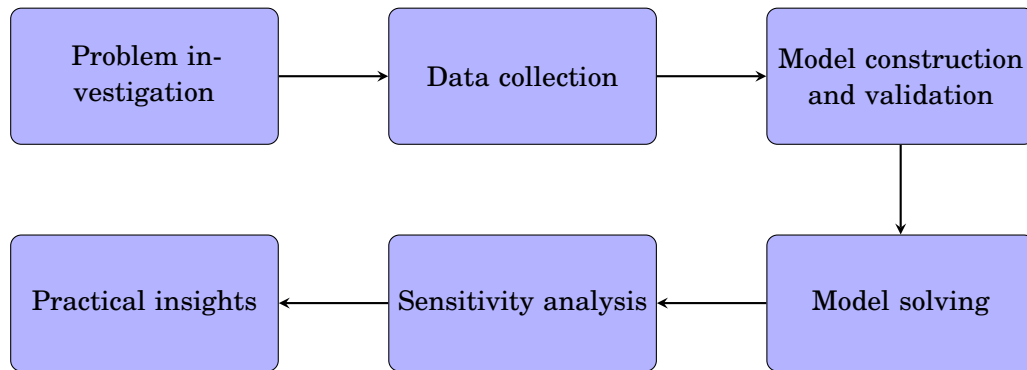 Problem in-
vestigation
Data collection
Model construction
and validation
Model solving
Sensitivity analysis
Practical insights